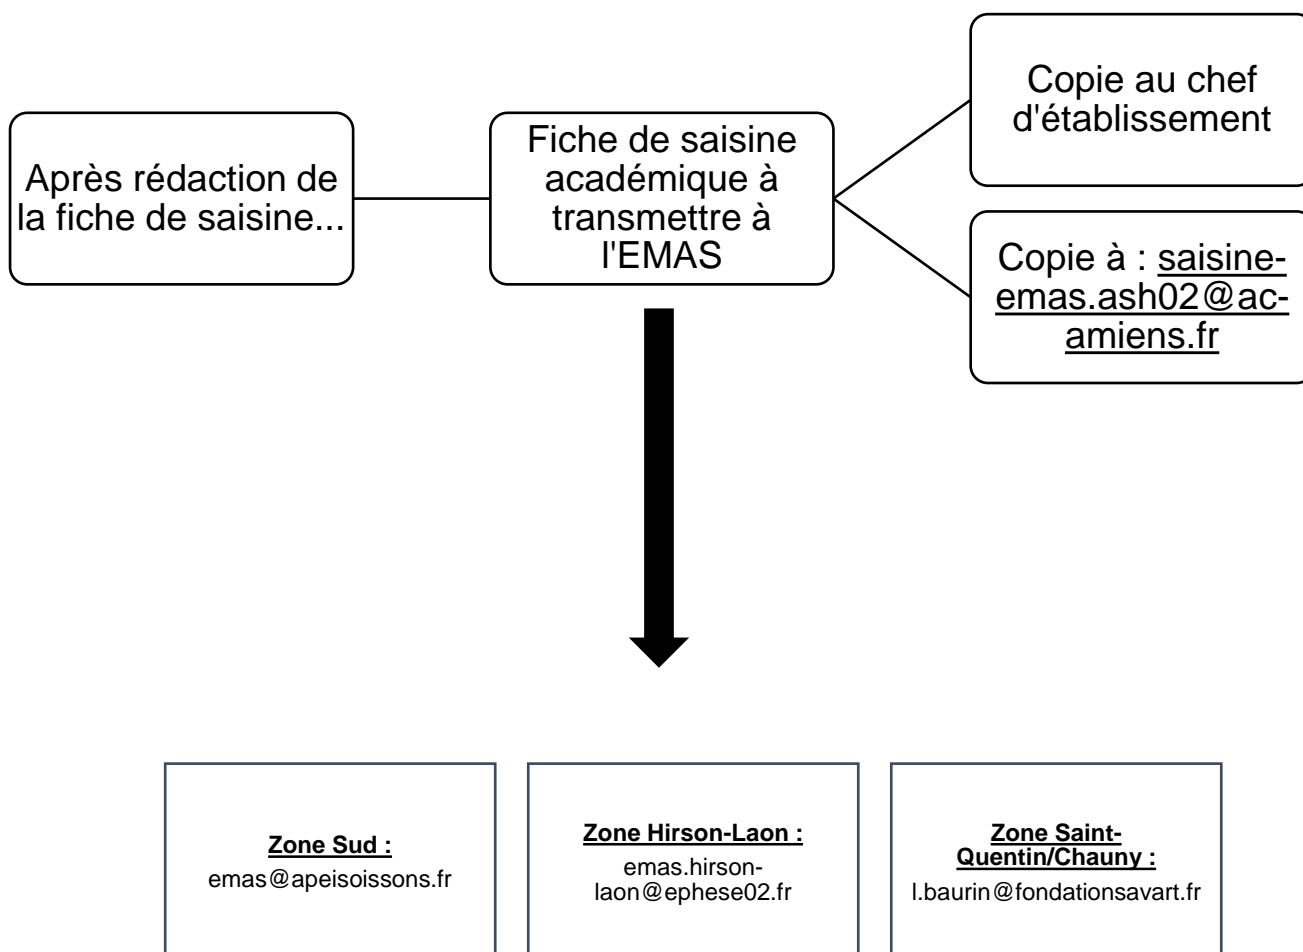 Après rédaction de
la fiche de saisine...
Fiche de saisine
académique à
transmettre à
l'EMAS
Copie au chef
d'établissement
Copie à : saisine-
emas.ash02@ac-
amiens.fr
Zone Sud :
emas@apeisoissons.fr
Zone Hirson-Laon :
emas.hirson-
laon@ephese02.fr
Zone Saint-
Quentin/Chauny :
l.baurin@fondationsavart.fr